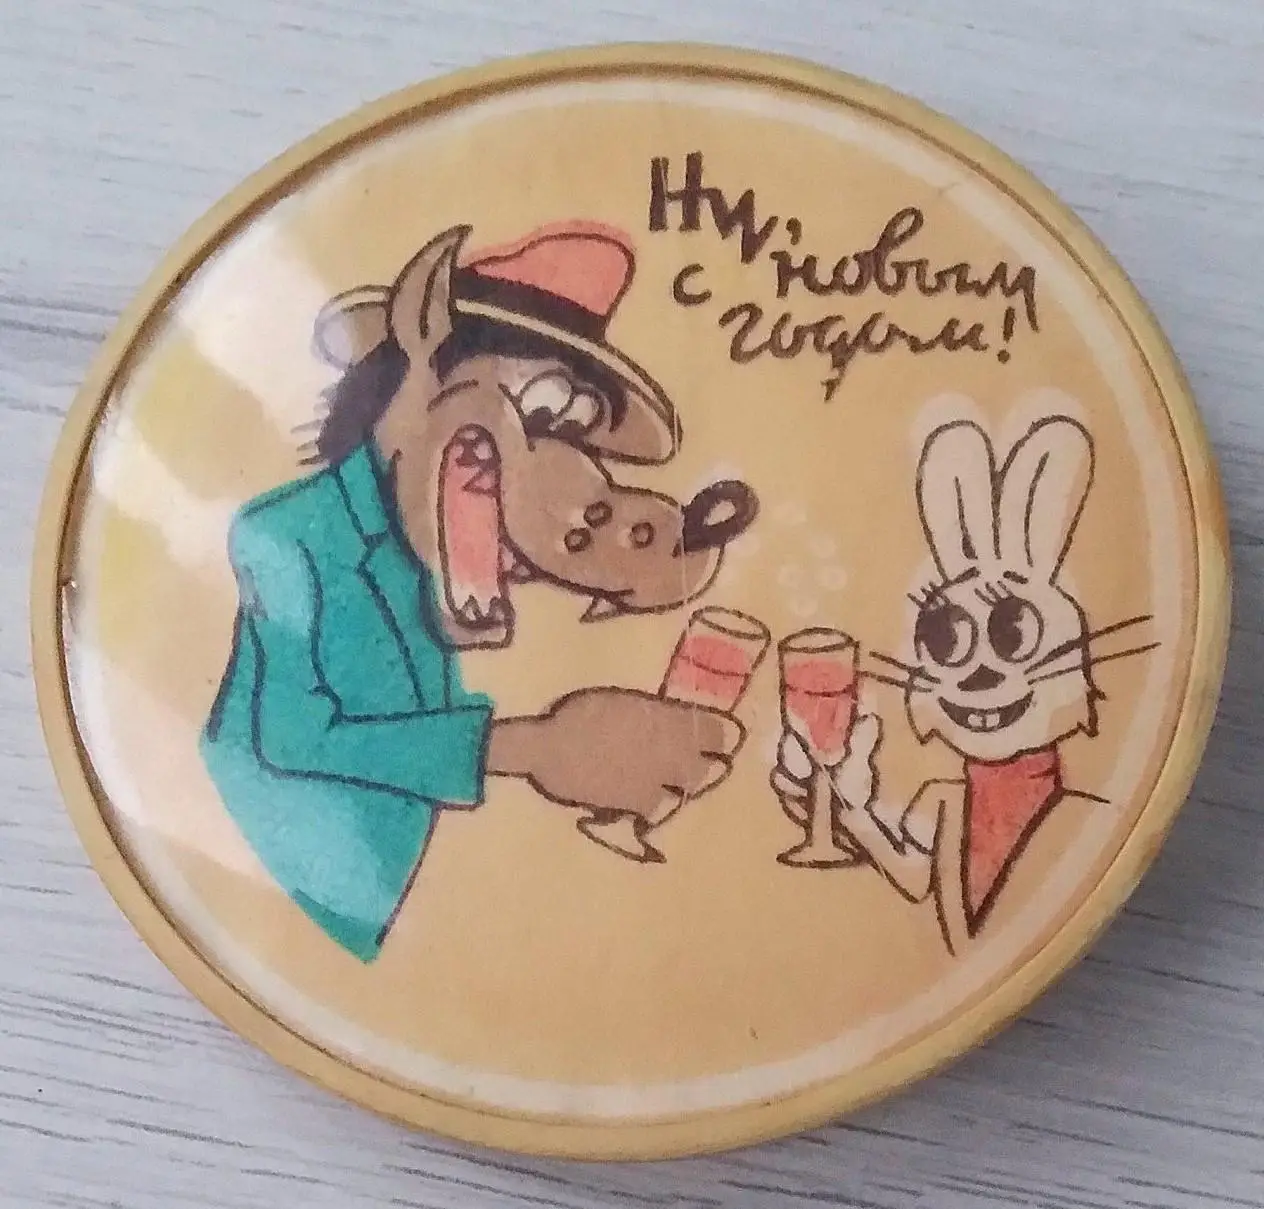 Ну,
с новым
годом!